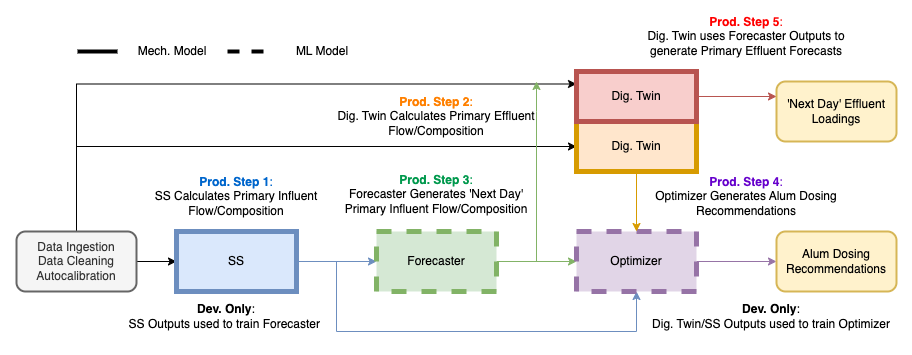 Prod. Step 5:
Dig. Twin uses Forecaster Outputs to
generate Primary Effluent Forecasts
Mech. Model
ML Model
Prod. Step 2:
Dig. Twin Calculates Primary Effluent
Flow/Composition
Dig. Twin
'Next Day' Effluent
Loadings
Dig. Twin
Prod. Step 1:
SS Calculates Primary Influent
Flow/Composition
Prod. Step 3:
Forecaster Generates 'Next Day'
Primary Influent Flow/Composition
Prod. Step 4:
Optimizer Generates Alum Dosing
Recommendations
Data Ingestion
Data Cleaning
Autocalibration
SS
Forecaster
Optimizer
Alum Dosing
Recommendations
Dev. Only:
SS Outputs used to train Forecaster
Dev. Only:
Dig. Twin/SS Outputs used to train Optimizer